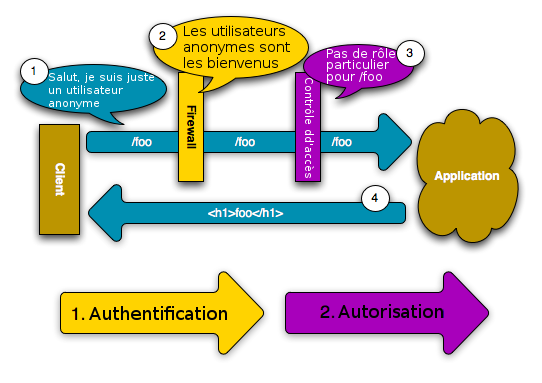 1
Salut, je suis juste
un utilisateur
anonyme
2
Les utilisateurs
anonymes sont
les bienvenus
3
Pas de rôle
particulier
pour /foo
Client
/foo
Firewall
/foo
Contrôle dd'accès
/foo
Application
<h1>foo</h1>
4
1. Authentification
2. Autorisation